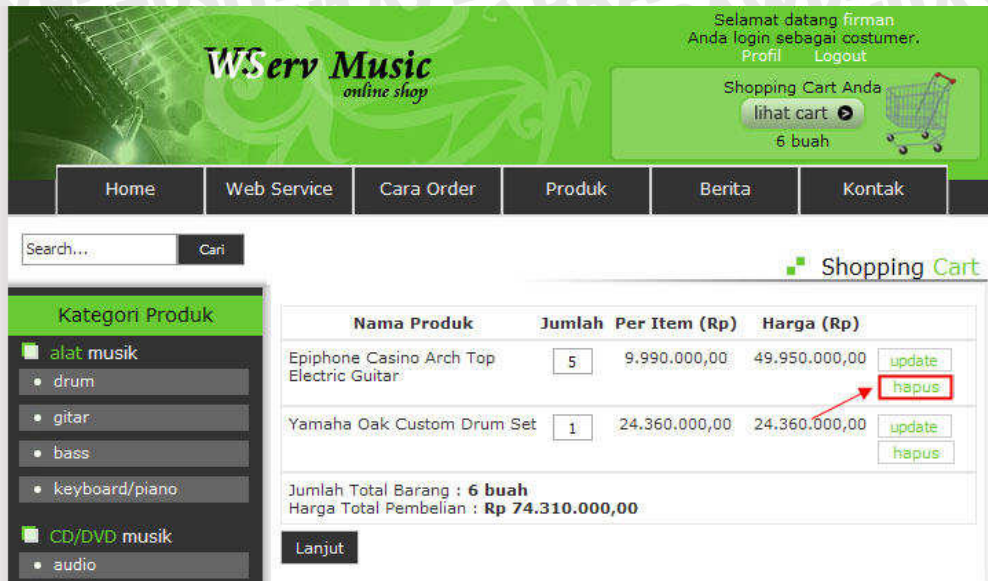 Selamat datang firman
Anda login sebagai costumer.
Profil Logout
WServ Music
online shop
Shopping Cart Anda
lihat cart
6 buah
Home Web Service Cara Order Produk Berita Kontak
Search... Cari
Shopping Cart
Kategori Produk
alat musik
drum
gitar
bass
keyboard/piano
CD/DVD musik
audio
Nama Produk Jumlah Per Item (Rp) Harga (Rp)
Epiphone Casino Arch Top 5 9.990.000,00 49.950.000,00 update
Electric Guitar hapus
Yamaha Oak Custom Drum Set 1 24.360.000,00 24.360.000,00 update
hapus
Jumlah Total Barang : 6 buah
Harga Total Pembelian : Rp 74.310.000,00
Lanjut